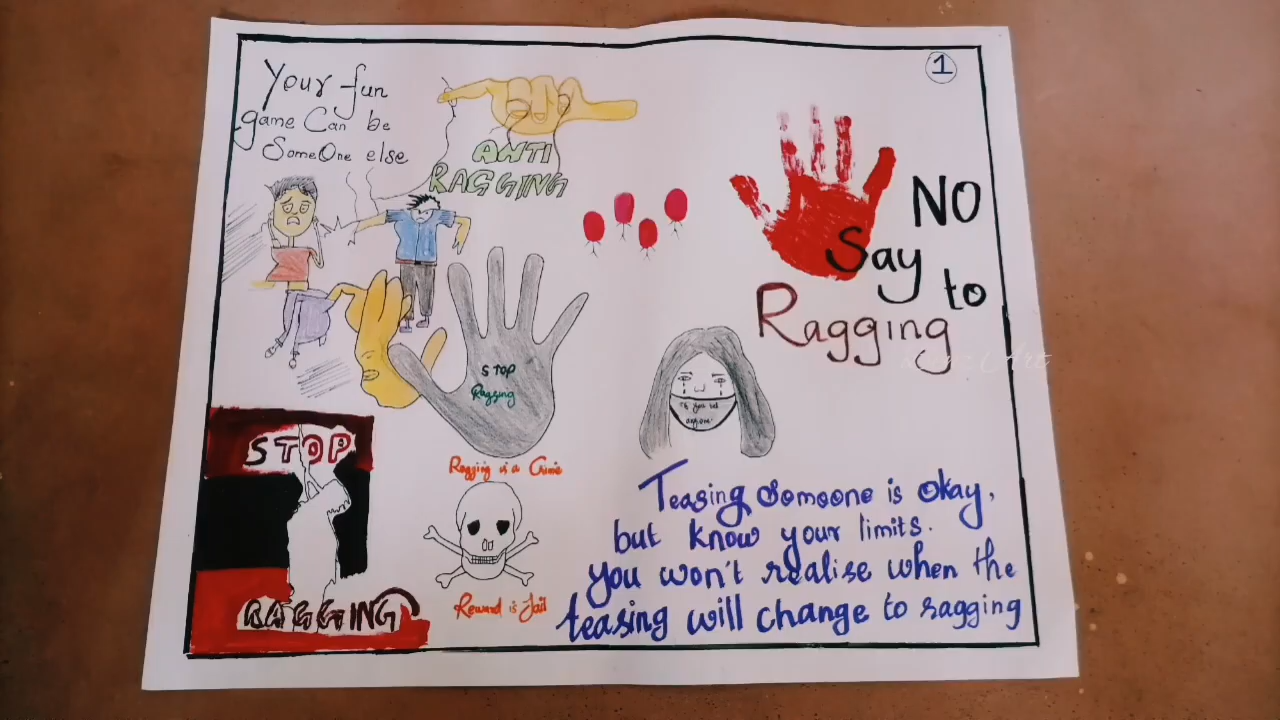 1
Your fun
game Can be
SomeOne else
ANTI
RAGGING
NO
Say
to
Ragging
STOP
Ragging
Ragging is a Crime
Reward is Jail
STOP
RAGGING
Teasing Someone is Okay,
but know your limits.
you won't realise when the
teasing will change to ragging